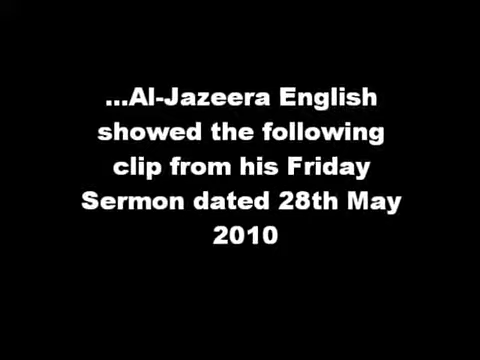 ...Al-Jazeera English
showed the following
clip from his Friday
Sermon dated 28th May
2010